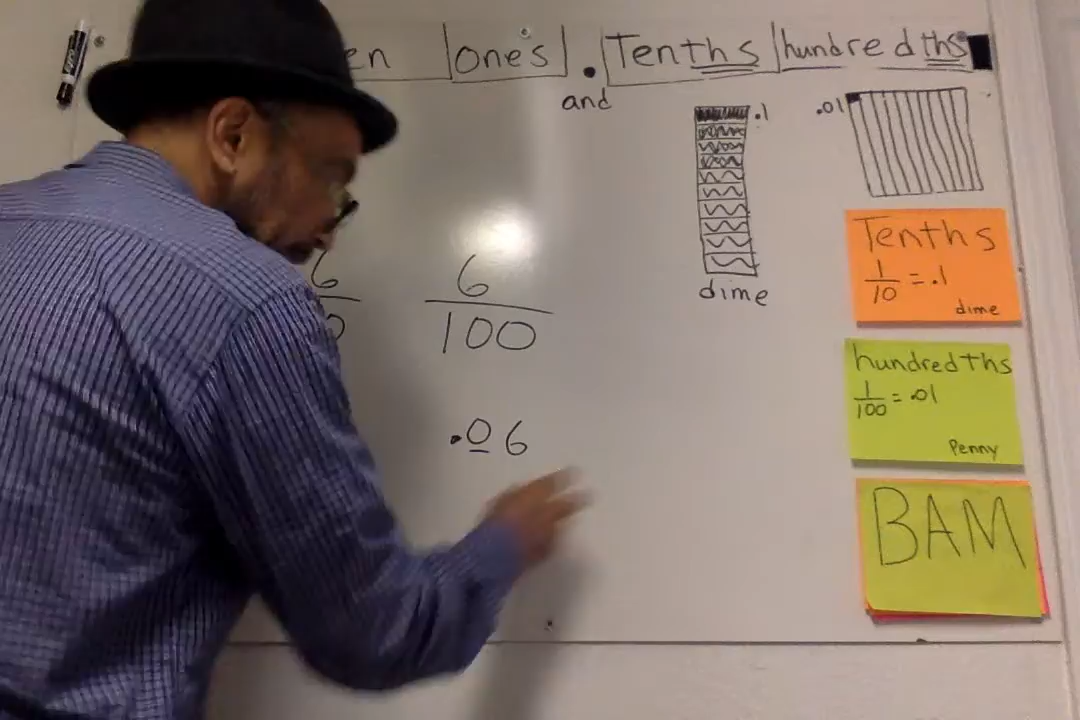 en ones . Tenths hundredths
and
.1
.01
dime
6
6
100
.06
Tenths
1
10 = .1
dime
hundredths
1
100 = .01
Penny
BAM